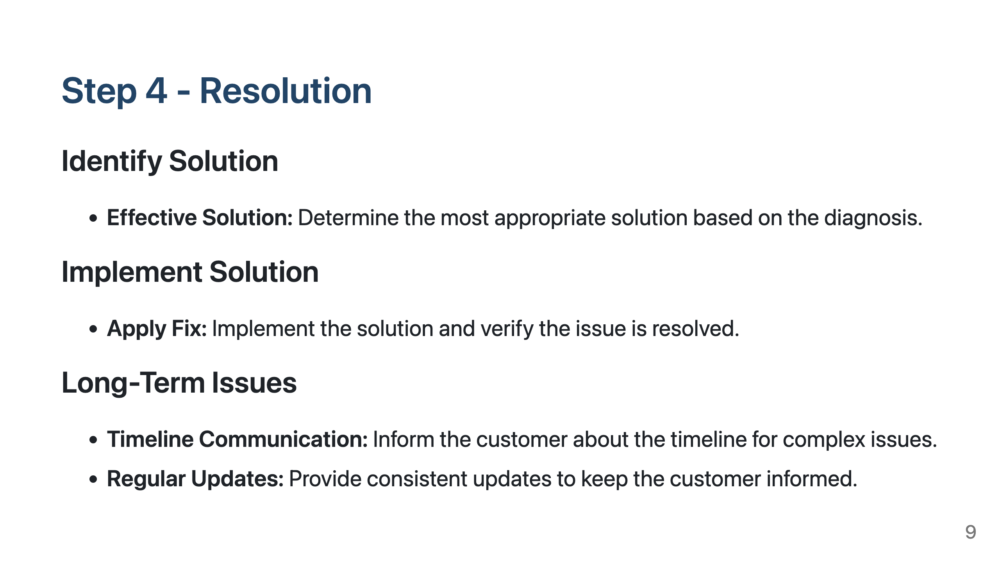 Step 4 - Resolution
Identify Solution
• Effective Solution: Determine the most appropriate solution based on the diagnosis.
Implement Solution
• Apply Fix: Implement the solution and verify the issue is resolved.
Long-Term Issues
• Timeline Communication: Inform the customer about the timeline for complex issues.
• Regular Updates: Provide consistent updates to keep the customer informed.
9